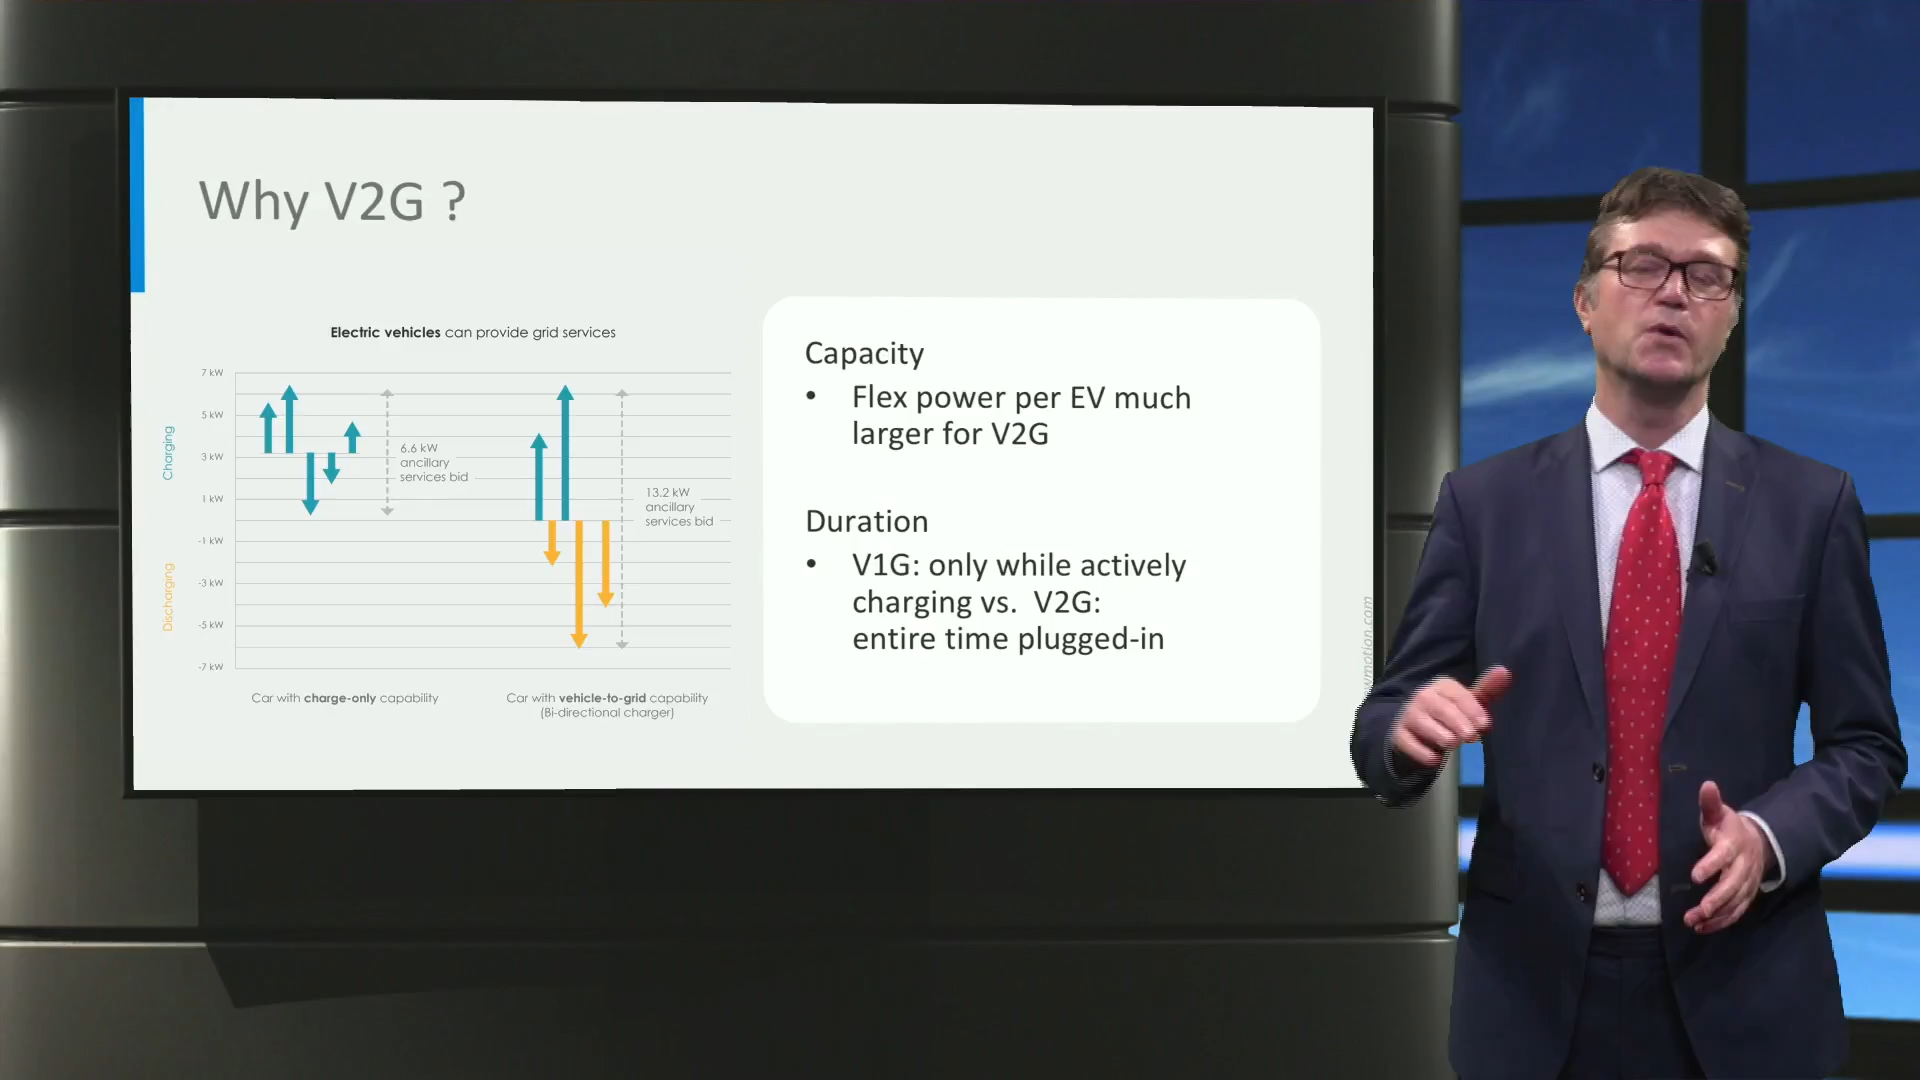 Why V2G ?
Electric vehicles can provide grid services
7 kW
5 kW
3 kW
1 kW
-1 kW
-3 kW
-5 kW
-7 kW
Charging
Discharging
6.6 kW
ancillary
services bid
13.2 kW
ancillary
services bid
Car with charge-only capability
Car with vehicle-to-grid capability
(Bi-directional charger)
Capacity
• Flex power per EV much
larger for V2G
Duration
• V1G: only while actively
charging vs. V2G:
entire time plugged-in